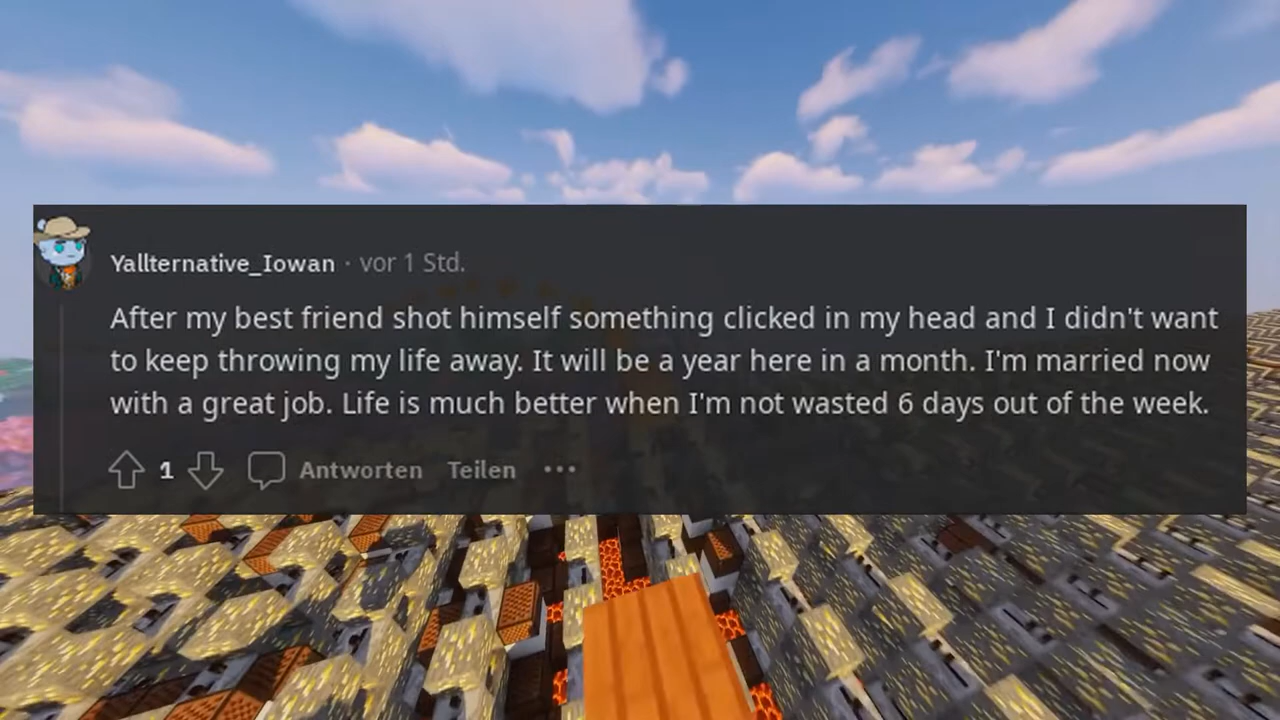 Yallternative_Iowan · vor 1 Std.
After my best friend shot himself something clicked in my head and I didn't want
to keep throwing my life away. It will be a year here in a month. I'm married now
with a great job. Life is much better when I'm not wasted 6 days out of the week.
1 Antworten Teilen ...